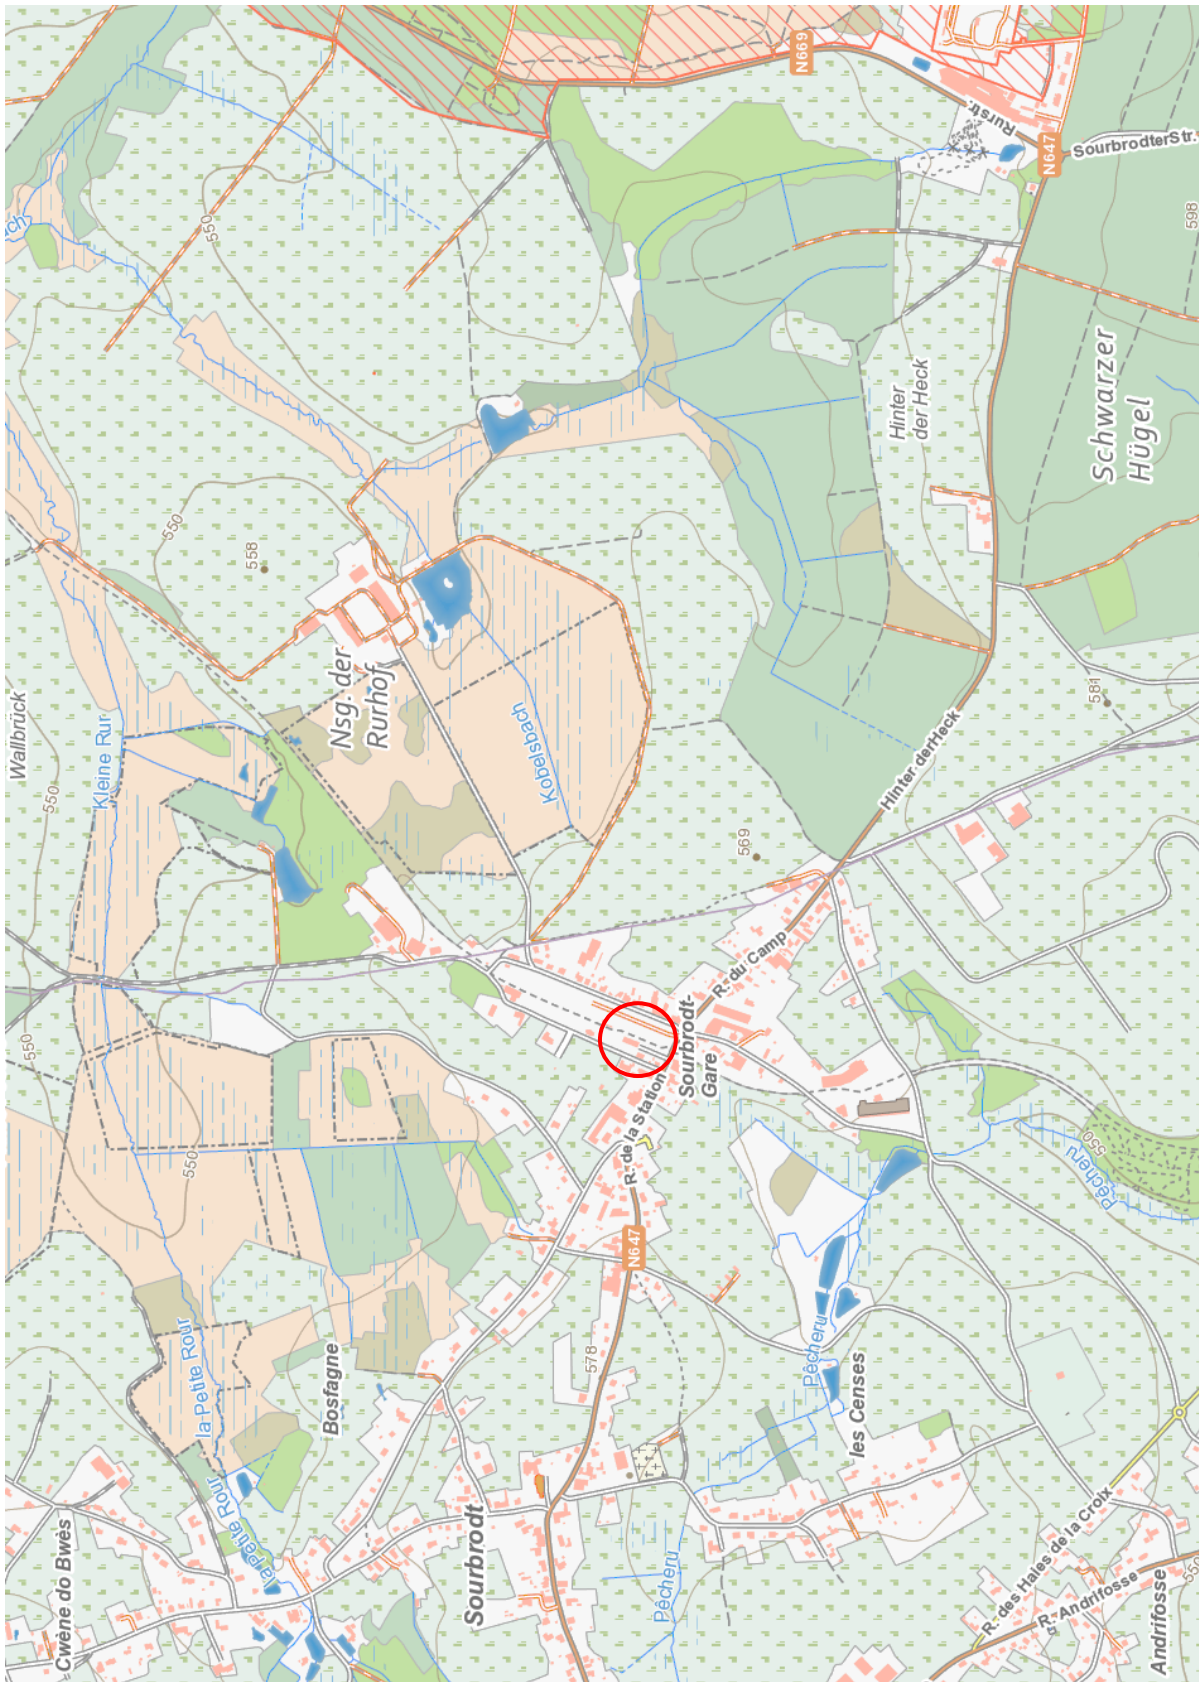 N669
Rurstr.
N647
SourbrodterStr.
598
550
Hinter
der Heck
Schwarzer
Hügel
550
558
Wallbrück
550
Kleine Rur
Nsg. der
Rurhof
Kobelsbach
581
Hinter derHeck
569
R. du Camp
550
Sourbrodt-
Gare
R. de la Station
550
550
Pêcheru
N647
la Petite Rour
Bosfagne
578
Pêcheru
les Censes
la Petite Rour
Cwène do Bwès
Sourbrodt
Pêcheru
R. des Haies de la Croix
R. Andrifosse
Andrifosse
550